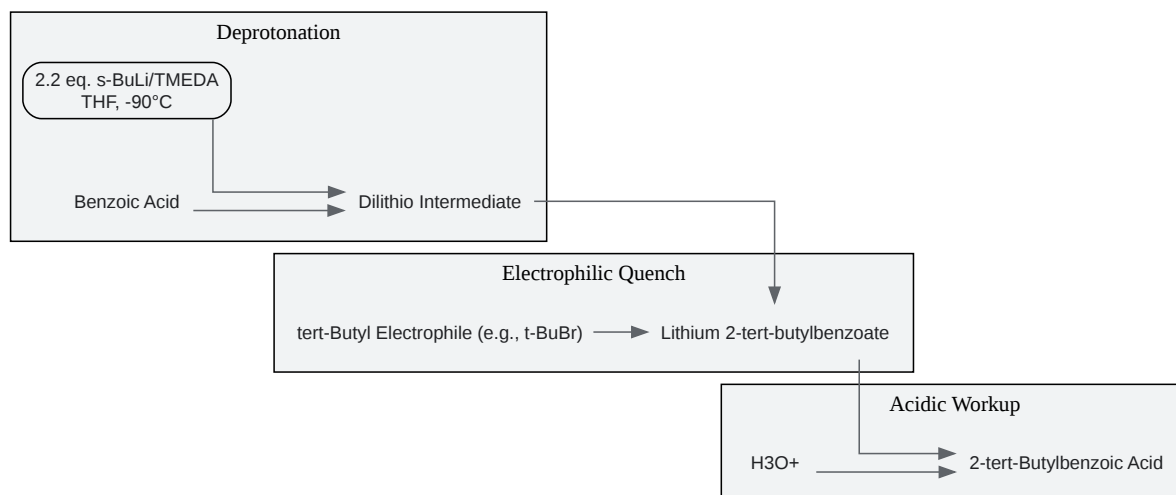 Deprotonation
2.2 eq. s-BuLi/TMEDA
THF, -90°C
Benzoic Acid
Dilithio Intermediate
Electrophilic Quench
tert-Butyl Electrophile (e.g., t-BuBr)
Lithium 2-tert-butylbenzoate
Acidic Workup
H3O+
2-tert-Butylbenzoic Acid